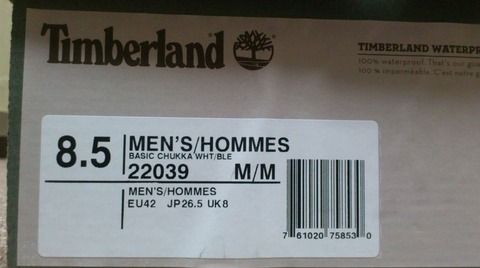 Timberland
TIMBERLAND WATERPR
100% waterproof. That's our gua
100 % imperméable. C'est notre g
8.5
MEN'S/HOMMES
BASIC CHUKKA WHT/BLE
22039 M/M
MEN'S/HOMMES
EU42 JP26.5 UK8
7 61020 75853 0